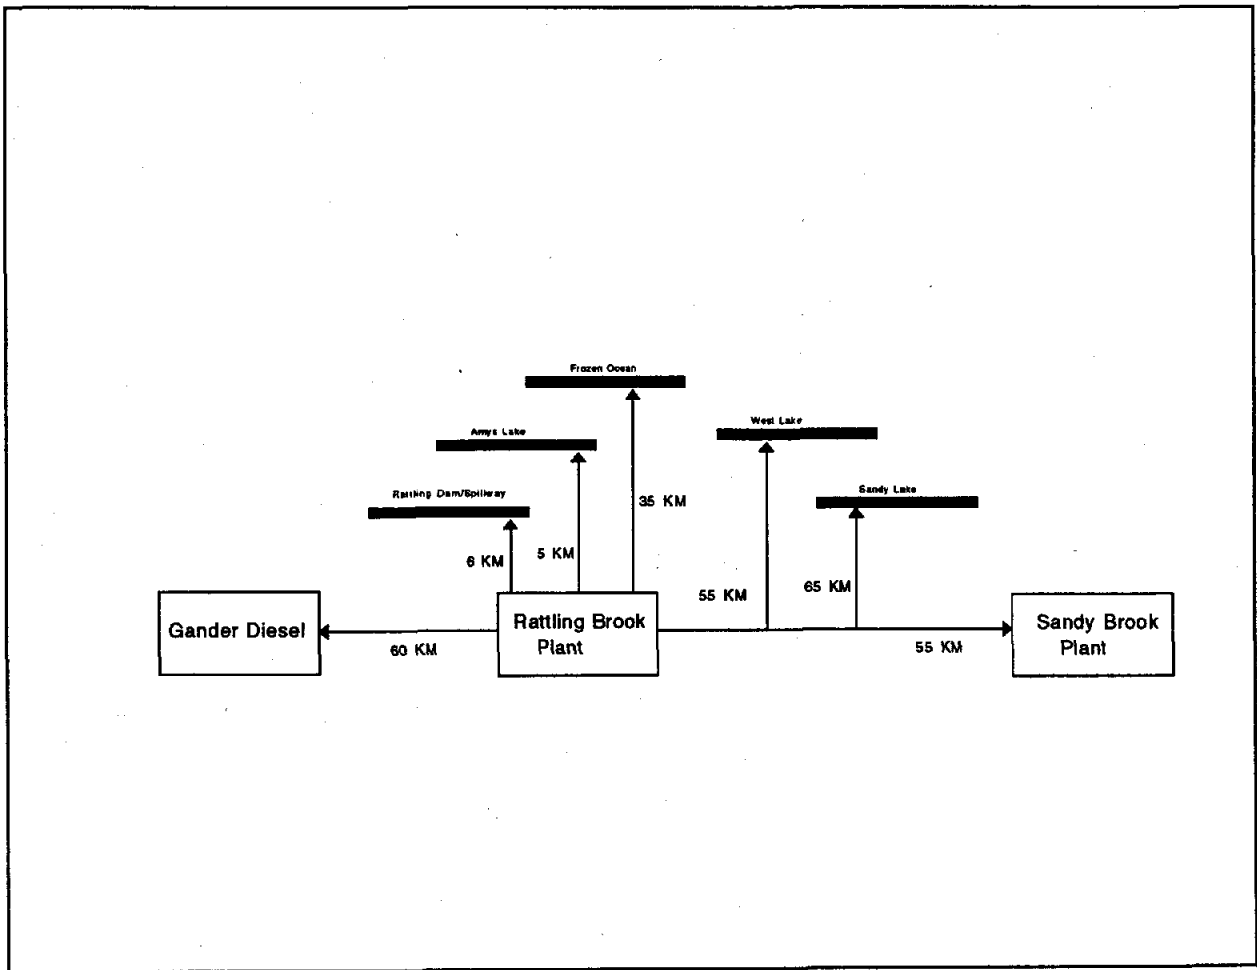 Frozen Ocean
West Lake
Amys Lake
Sandy Lake
Rattling Dam/Spillway
35 KM
5 KM
6 KM
65 KM
55 KM
Gander Diesel
Rattling Brook
Plant
Sandy Brook
Plant
60 KM
55 KM